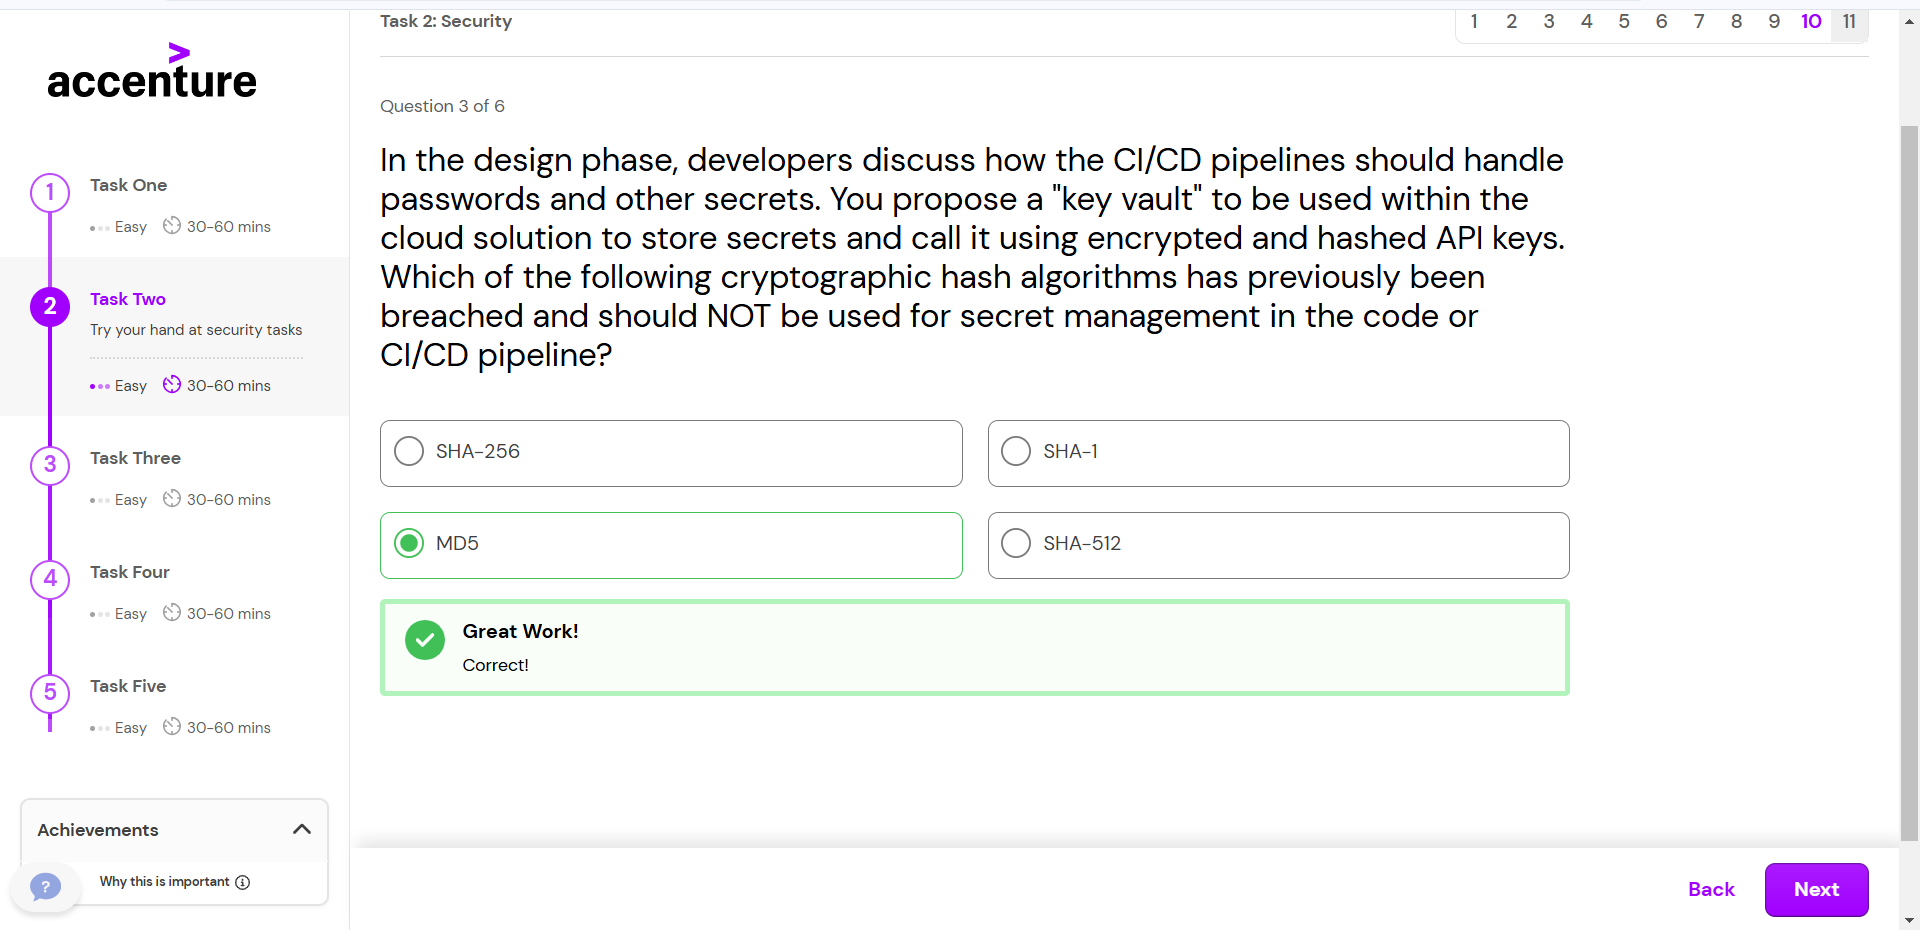 accenture
1
Task One
Easy 30-60 mins
2
Task Two
Try your hand at security tasks
Easy 30-60 mins
3
Task Three
Easy 30-60 mins
4
Task Four
Easy 30-60 mins
5
Task Five
Easy 30-60 mins
Achievements
Why this is important
?
Task 2: Security
1 2 3 4 5 6 7 8 9 10 11
Question 3 of 6
In the design phase, developers discuss how the CI/CD pipelines should handle
passwords and other secrets. You propose a "key vault" to be used within the
cloud solution to store secrets and call it using encrypted and hashed API keys.
Which of the following cryptographic hash algorithms has previously been
breached and should NOT be used for secret management in the code or
CI/CD pipeline?
SHA-256
SHA-1
MD5
SHA-512
Great Work!
Correct!
Back
Next